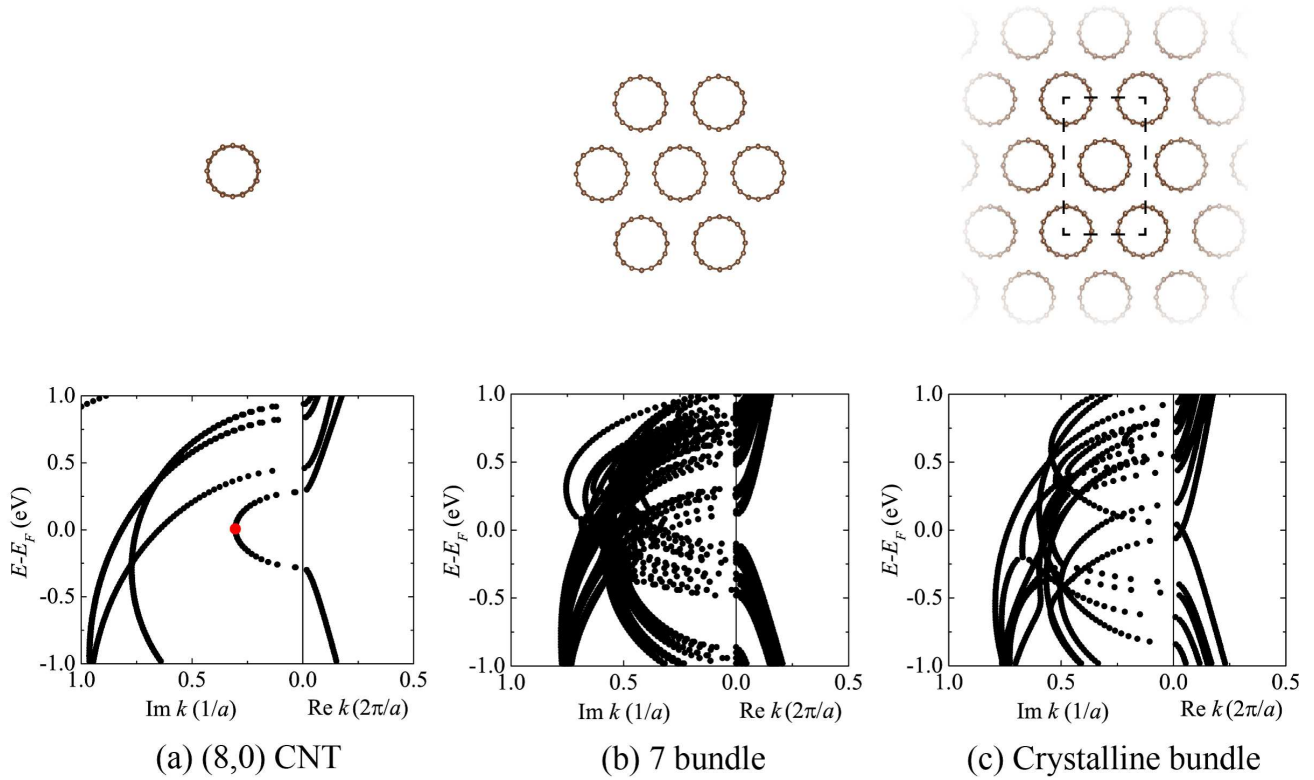 1.0
0.5
0.0
-0.5
-1.0
E-E_F (eV)
1.0 0.5 0.0 0.5
Im k (1/a) Re k (2π/a)
(a) (8,0) CNT
1.0
0.5
0.0
-0.5
-1.0
E-E_F (eV)
1.0 0.5 0.0 0.5
Im k (1/a) Re k (2π/a)
(b) 7 bundle
1.0
0.5
0.0
-0.5
-1.0
E-E_F (eV)
1.0 0.5 0.0 0.5
Im k (1/a) Re k (2π/a)
(c) Crystalline bundle